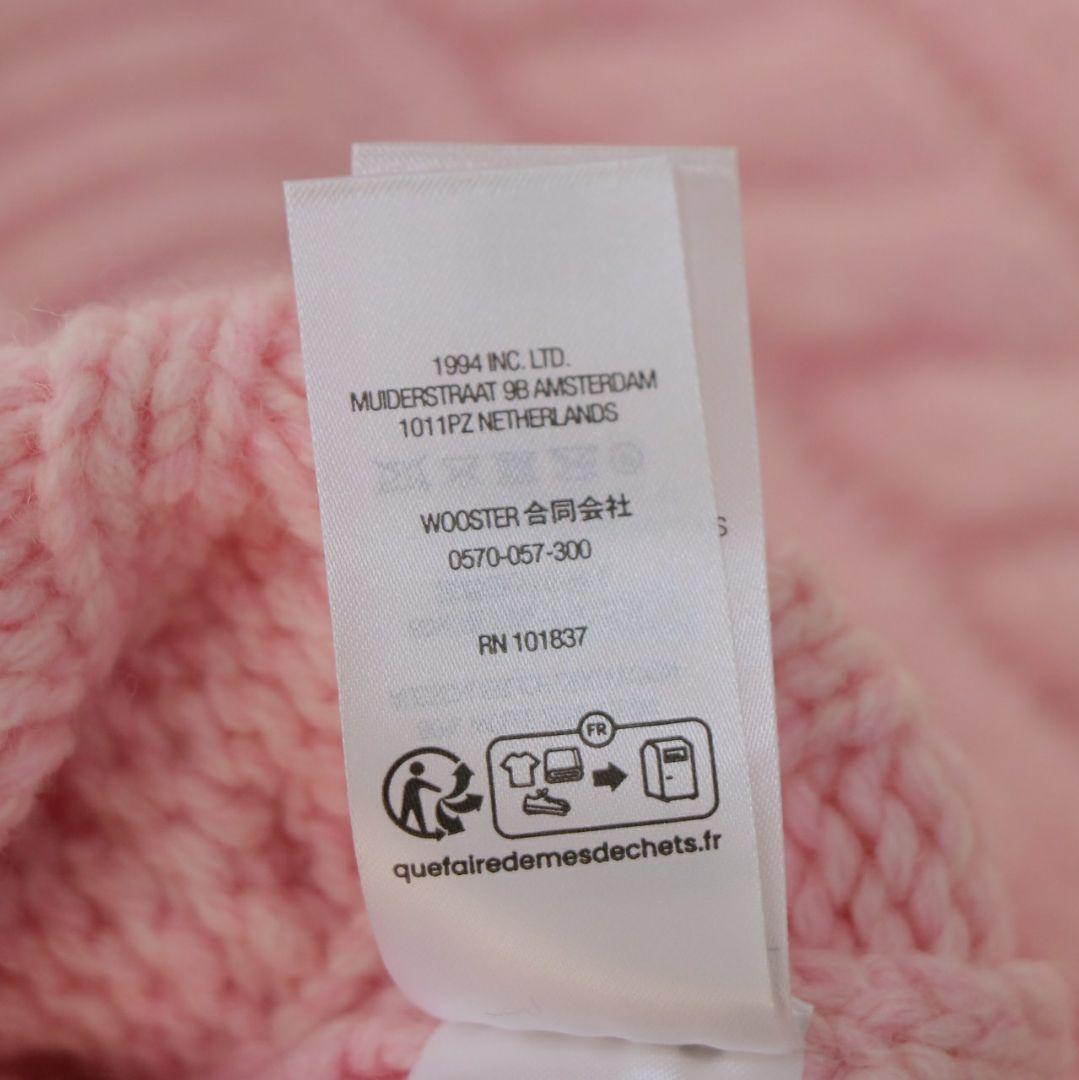 1994 INC. LTD.
MUIDERSTRAAT 9B AMSTERDAM
1011PZ NETHERLANDS
WOOSTER 合同会社
S
0570-057-300
RN 101837
FR
quefairedemesdechets.fr